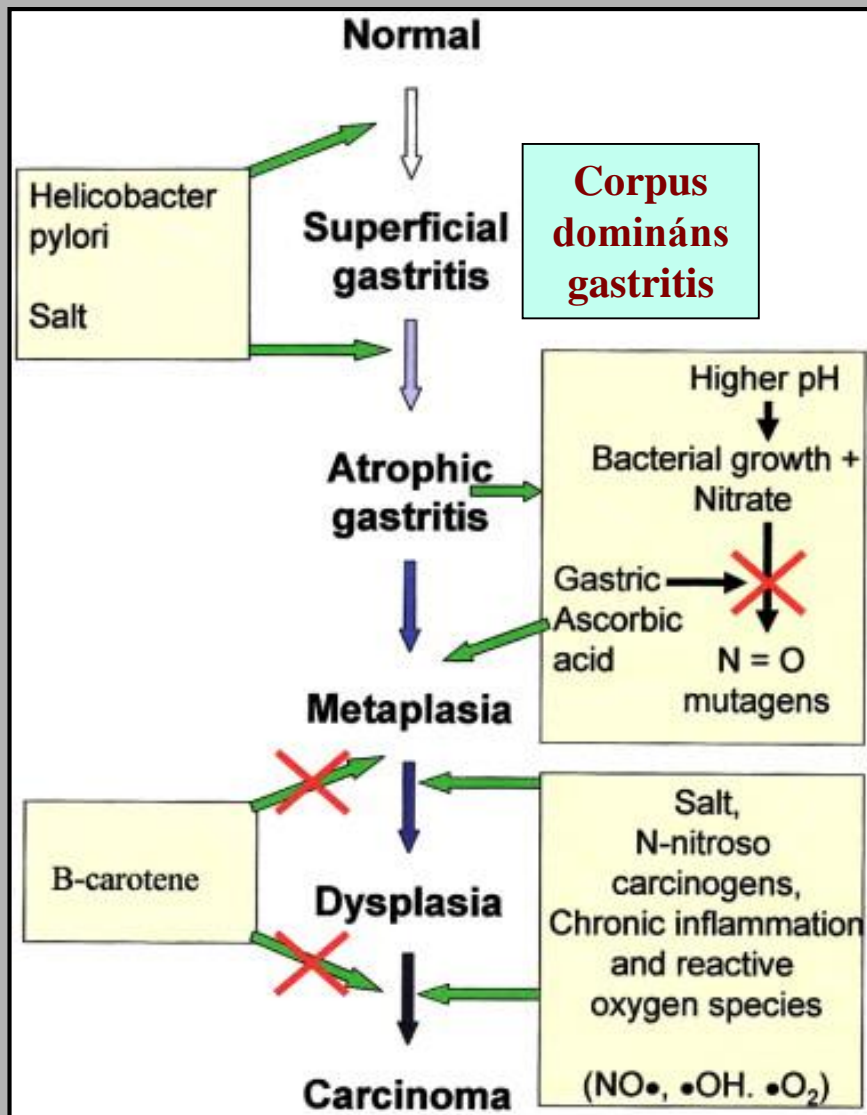 Normal
Helicobacter
pylori
Salt
Superficial
gastritis
Corpus
domináns
gastritis
Atrophic
gastritis
Higher pH
Bacterial growth +
Nitrate
Gastric
Ascorbic
acid
N = O
mutagens
Metaplasia
B-carotene
Dysplasia
Salt,
N-nitroso
carcinogens,
Chronic inflammation
and reactive
oxygen species
(NO●, ●OH. ●O₂)
Carcinoma